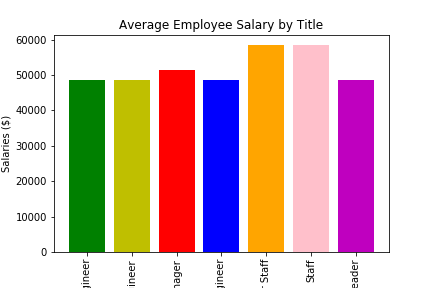 Average Employee Salary by Title
Salaries ($)
60000
50000
40000
30000
20000
10000
0
gineer
ineer
nager
gineer
r Staff
Staff
eader